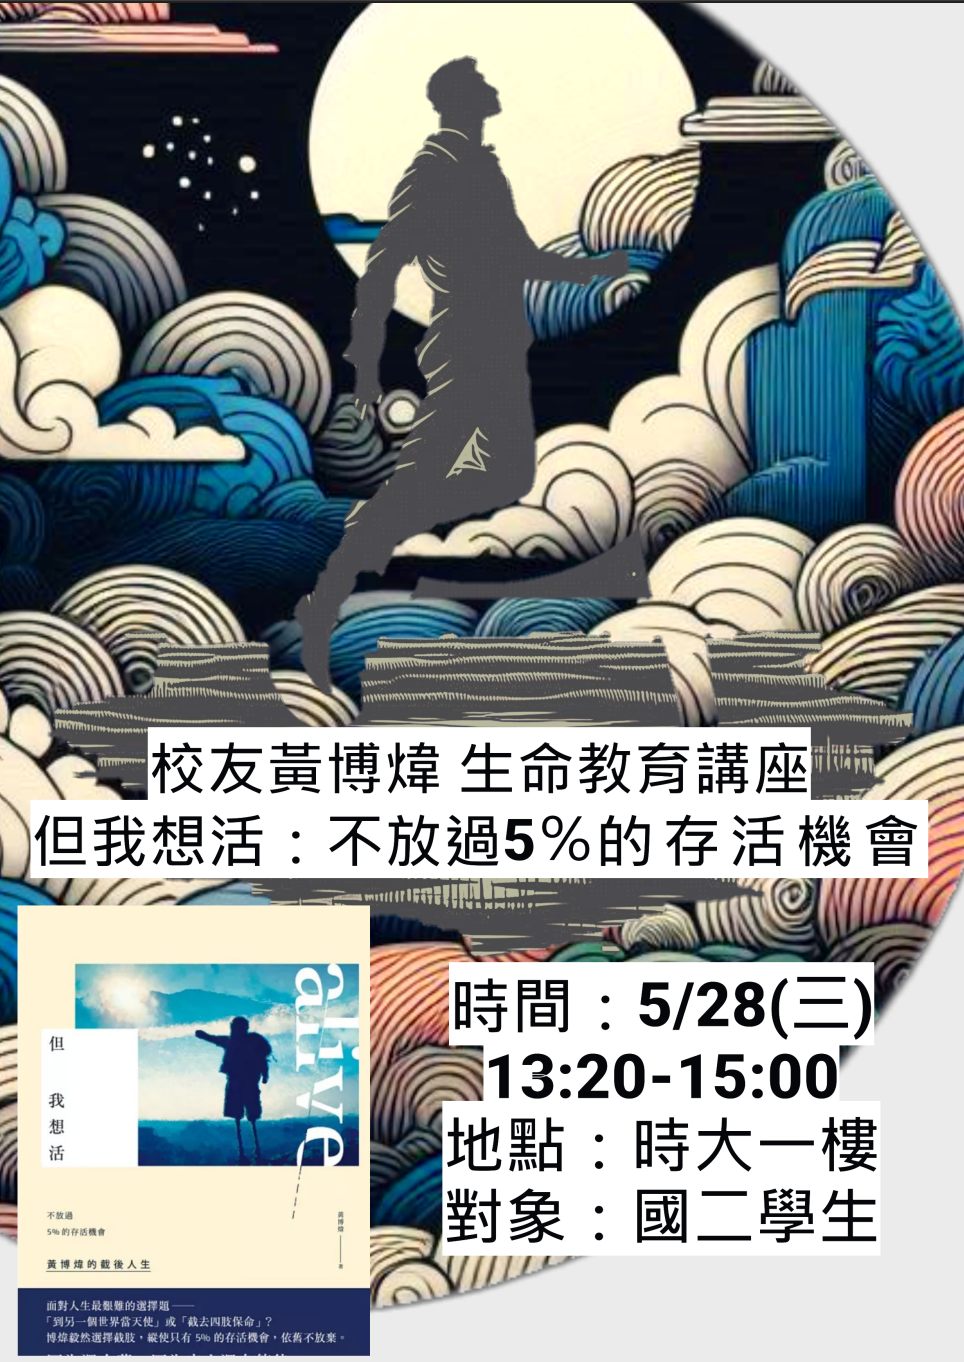 校友黃博煒 生命教育講座
但我想活：不放過5%的存活機會
時間：5/28(三)
13:20-15:00
地點：時大一樓
對象：國二學生
alive
但我想活
不放過
5%的存活機會
黃博煒的截後人生
黃博煒 著
面對人生最艱難的選擇題——
「到另一個世界當天使」或「截去四肢保命」？
博煒毅然選擇截肢，縱使只有 5% 的存活機會，依舊不放棄。